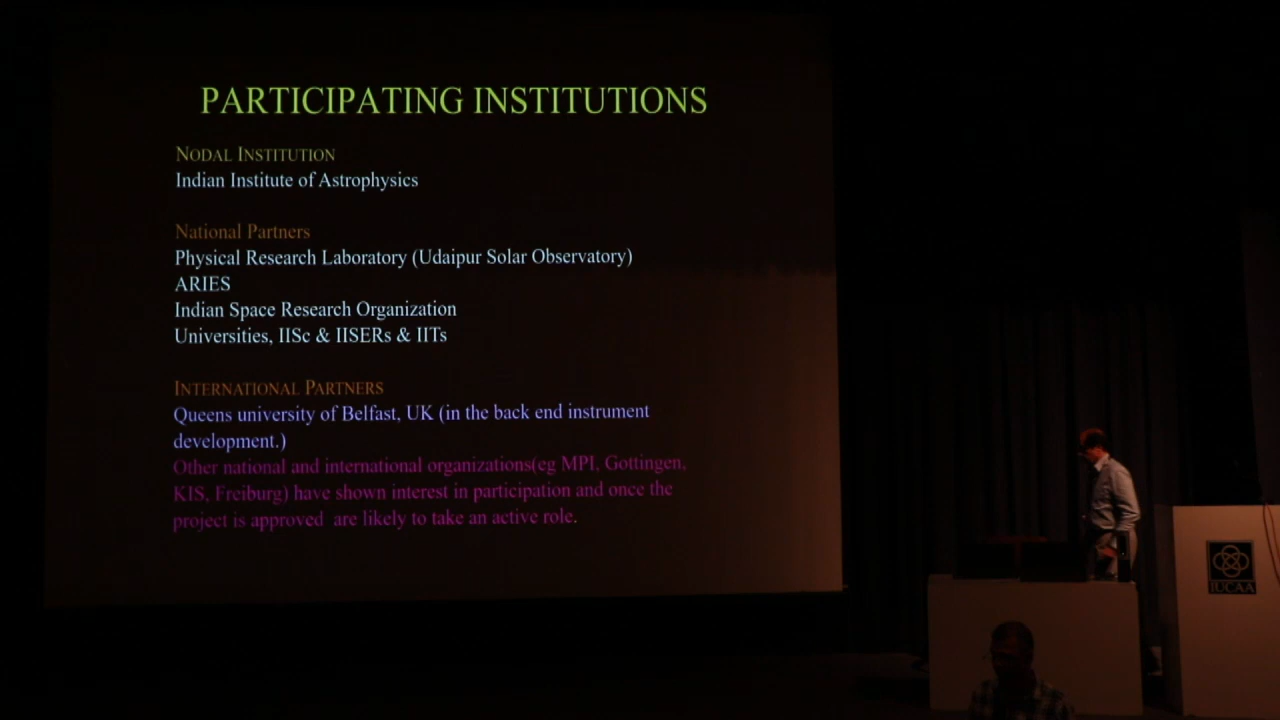 PARTICIPATING INSTITUTIONS
NODAL INSTITUTION
Indian Institute of Astrophysics
National Partners
Physical Research Laboratory (Udaipur Solar Observatory)
ARIES
Indian Space Research Organization
Universities, IISc & IISERs & IITs
INTERNATIONAL PARTNERS
Queens university of Belfast, UK (in the back end instrument
development.)
Other national and international organizations(eg MPI, Gottingen,
KIS, Freiburg) have shown interest in participation and once the
project is approved are likely to take an active role.
IUCAA